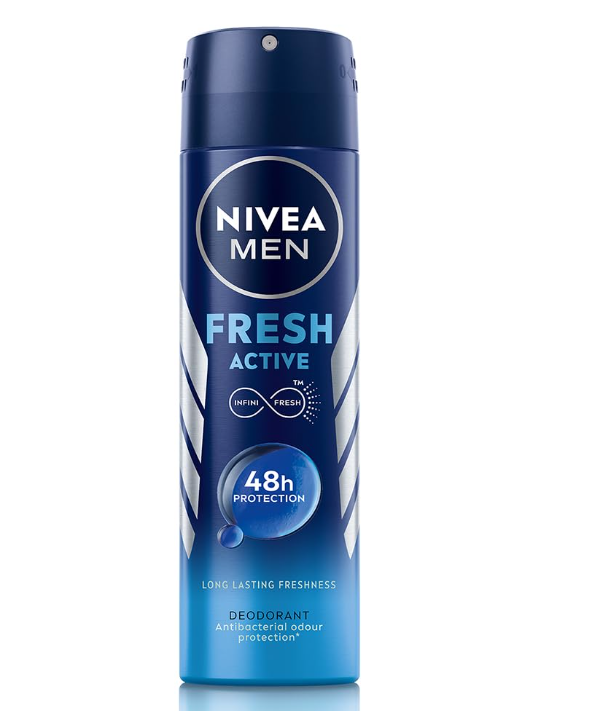 NIVEA
MEN
FRESH
ACTIVE
™
INFINI FRESH
48h
PROTECTION
LONG LASTING FRESHNESS
DEODORANT
Antibacterial odour
protection*